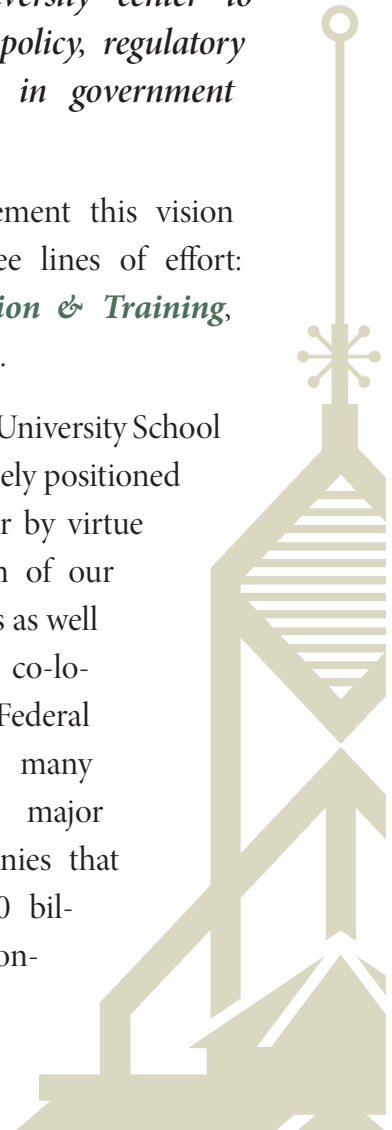 center to
policy, regulatory
in government
ement this vision
ee lines of effort:
ion & Training,
.
University School
ely positioned
r by virtue
n of our
s as well
co-lo-
Federal
many
major
nies that
0 bil-
on-